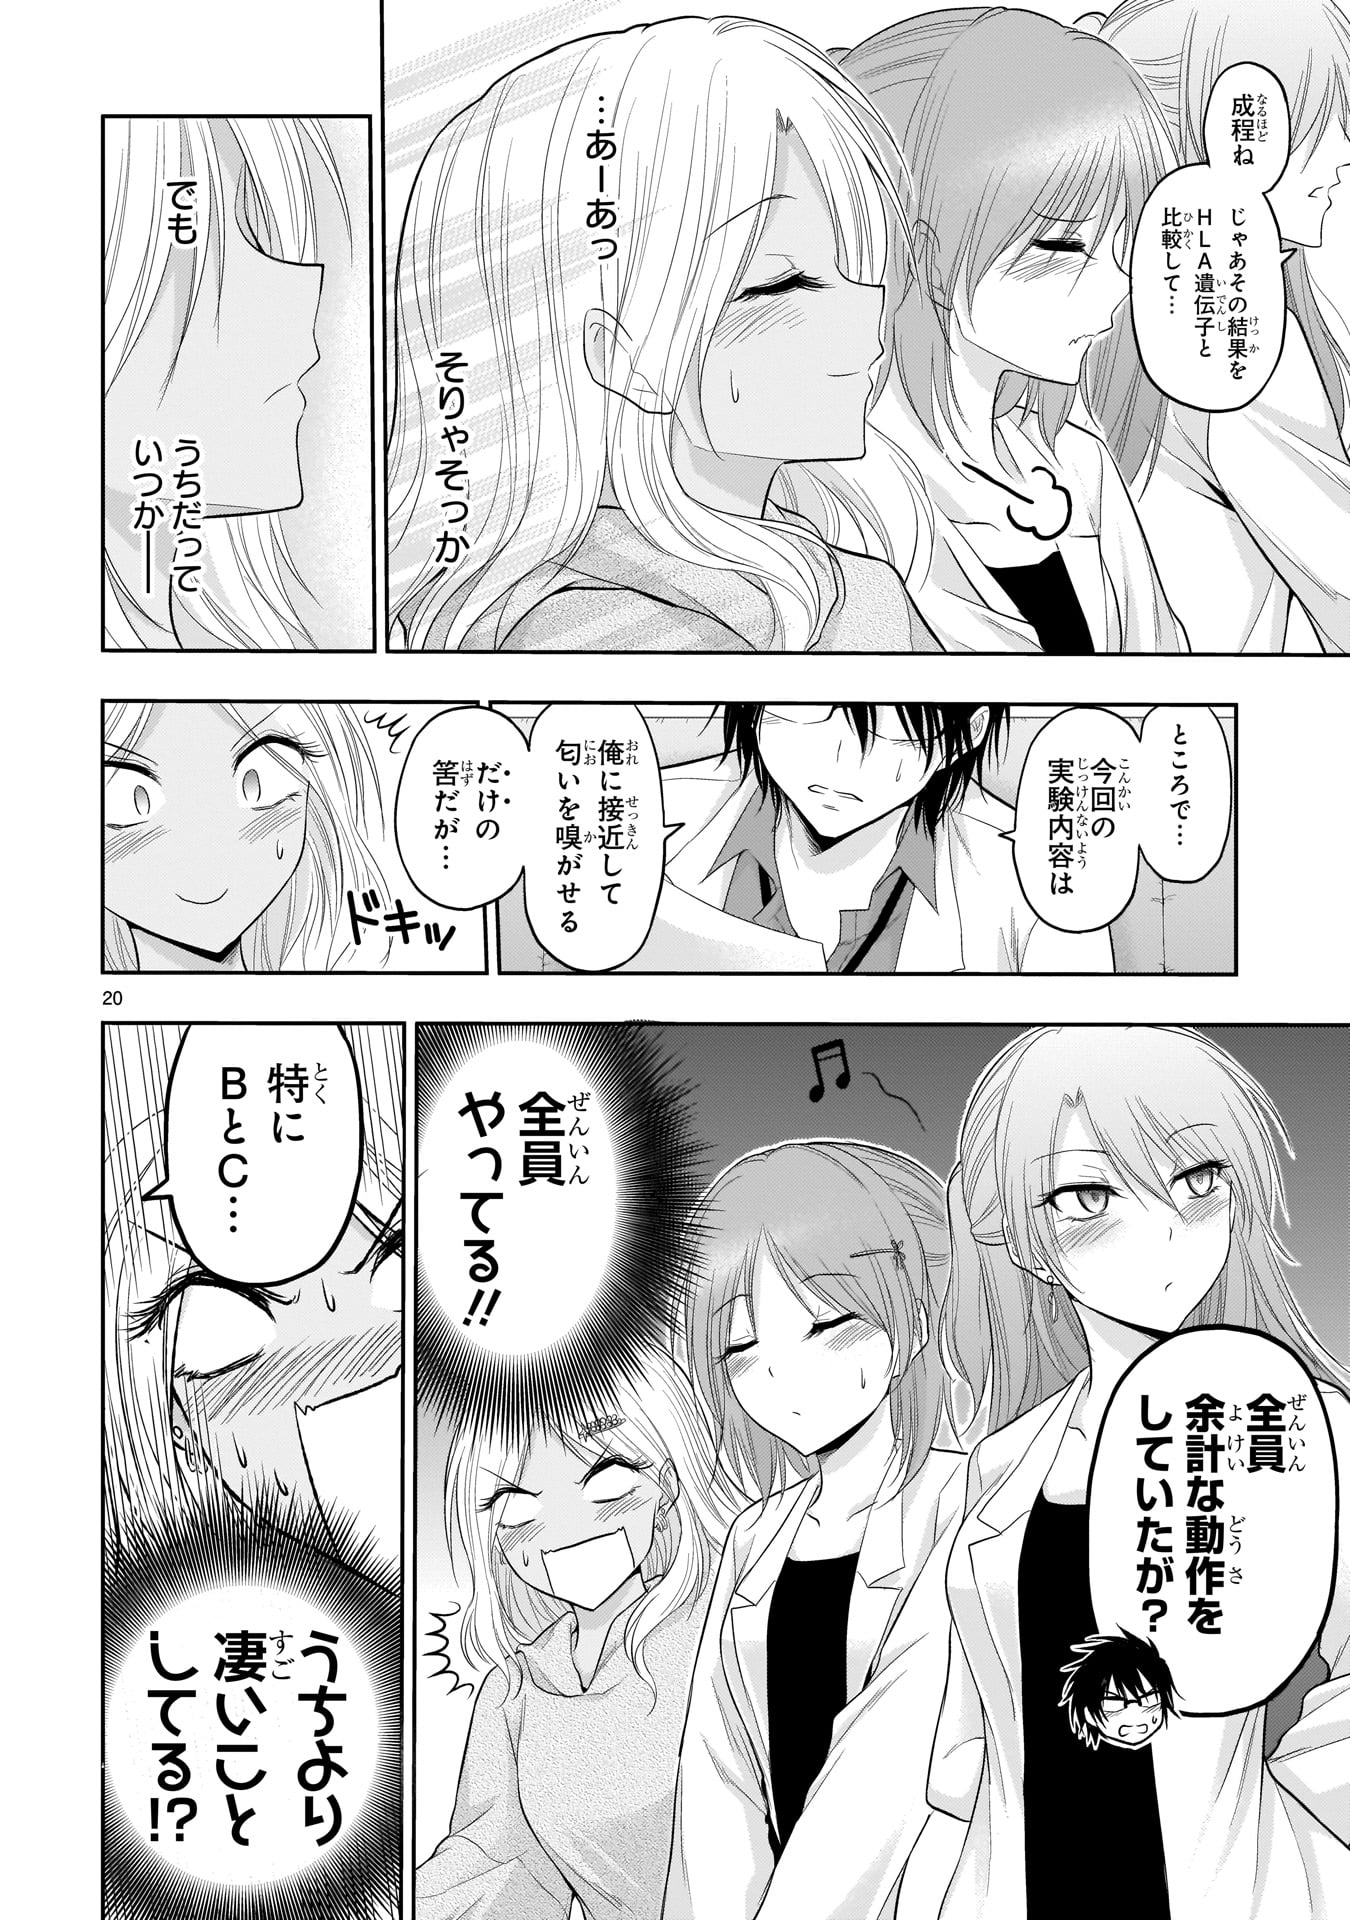 成程ね
じゃあその結果を
HLA遺伝子と
比較して…
…あーあっ
そりゃそっか
でも
うちだって
いつか――
ところで…
今回の
実験内容は
俺に接近して
匂いを嗅がせる
だけの
筈だが…
ドキッ
全員
余計な動作を
していたが?
全員
やってる!!
特に
BとC…
うちより
凄いこと
してる!?
20